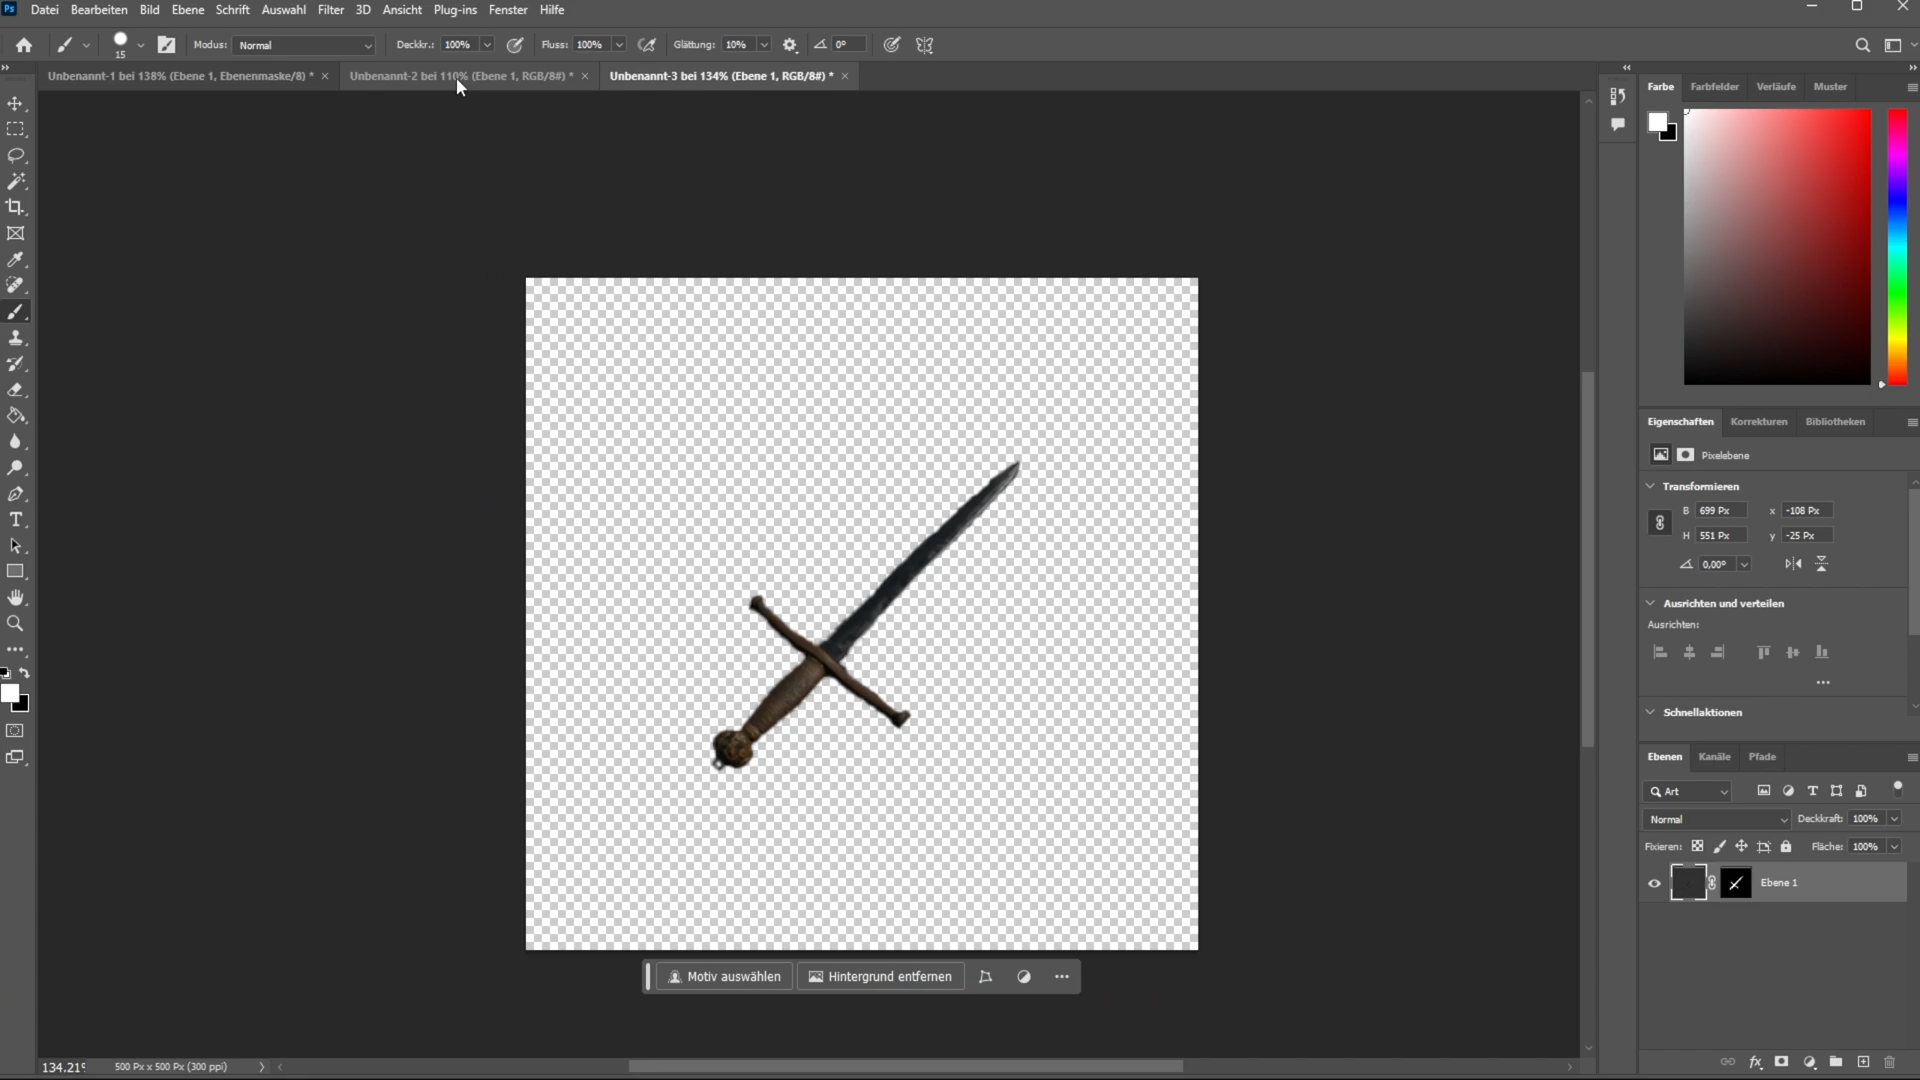 Ps Datei Bearbeiten Bild Ebene Schrift Auswahl Filter 3D Ansicht Plug-ins Fenster Hilfe
15 Modus: Normal Deckkr.: 100% Fluss: 100% Glättung: 10% 0°
Unbenannt-1 bei 138% (Ebene 1, Ebenenmaske/8) * Unbenannt-2 bei 110% (Ebene 1, RGB/8#) * Unbenannt-3 bei 134% (Ebene 1, RGB/8#) *
Farbe Farbfelder Verläufe Muster
Eigenschaften Korrekturen Bibliotheken
Pixelebene
Transformieren
B 699 Px x -108 Px
H 551 Px y -25 Px
0,00°
Ausrichten und verteilen
Ausrichten:
Schnellaktionen
Ebenen Kanäle Pfade
Art
Normal Deckkraft: 100%
Fixieren: Fläche: 100%
Ebene 1
Motiv auswählen Hintergrund entfernen
134.21% 500 Px x 500 Px (300 ppi)